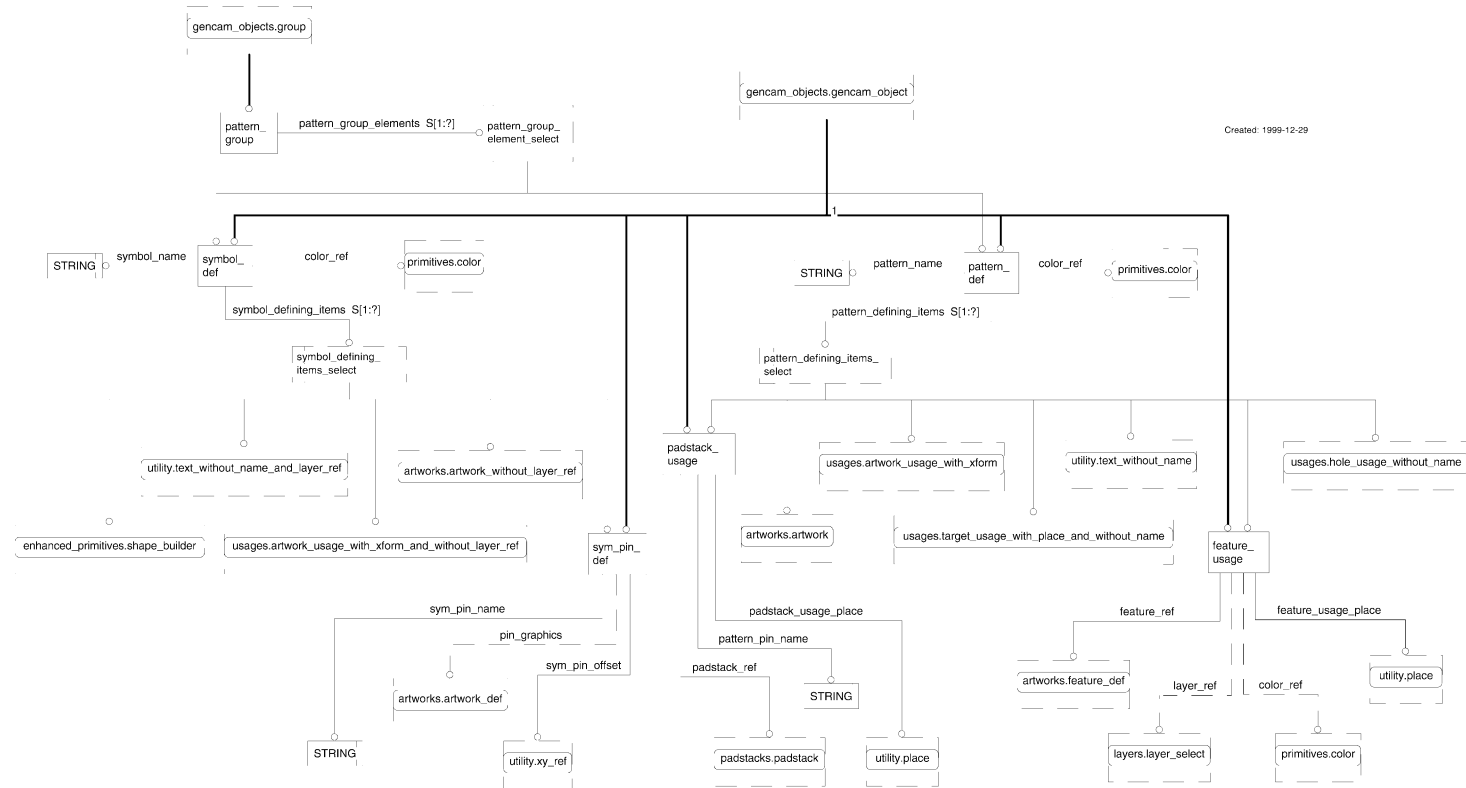 gencam_objects.group
gencam_objects.gencam_object
pattern_
group
pattern_group_elements S[1:?]
pattern_group_
element_select
Created: 1999-12-29
1
STRING
symbol_name
symbol_
def
color_ref
primitives.color
STRING
pattern_name
pattern_
def
color_ref
primitives.color
symbol_defining_items S[1:?]
pattern_defining_items S[1:?]
symbol_defining_
items_select
pattern_defining_items_
select
utility.text_without_name_and_layer_ref
artworks.artwork_without_layer_ref
padstack_
usage
usages.artwork_usage_with_xform
utility.text_without_name
usages.hole_usage_without_name
enhanced_primitives.shape_builder
usages.artwork_usage_with_xform_and_without_layer_ref
sym_pin_
def
artworks.artwork
usages.target_usage_with_place_and_without_name
feature_
usage
sym_pin_name
pin_graphics
sym_pin_offset
padstack_usage_place
pattern_pin_name
padstack_ref
feature_ref
feature_usage_place
artworks.artwork_def
STRING
artworks.feature_def
layer_ref
color_ref
utility.place
STRING
utility.xy_ref
padstacks.padstack
utility.place
layers.layer_select
primitives.color